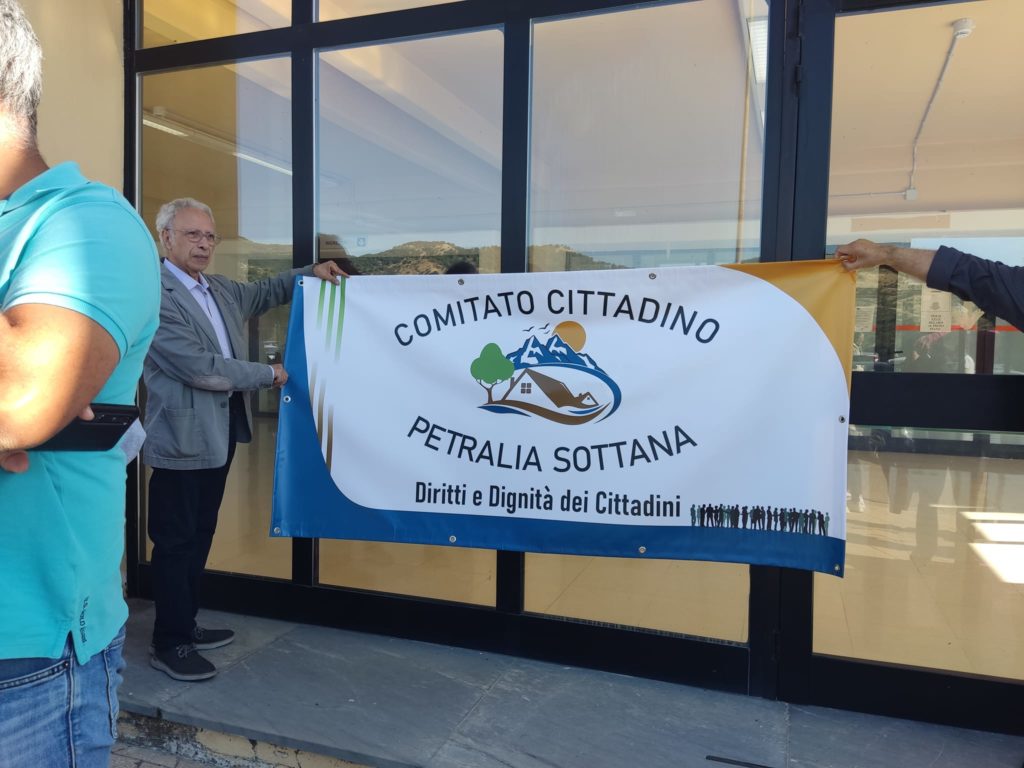 COMITATO CITTADINO
PETRALIA SOTTANA
Diritti e Dignità dei Cittadini